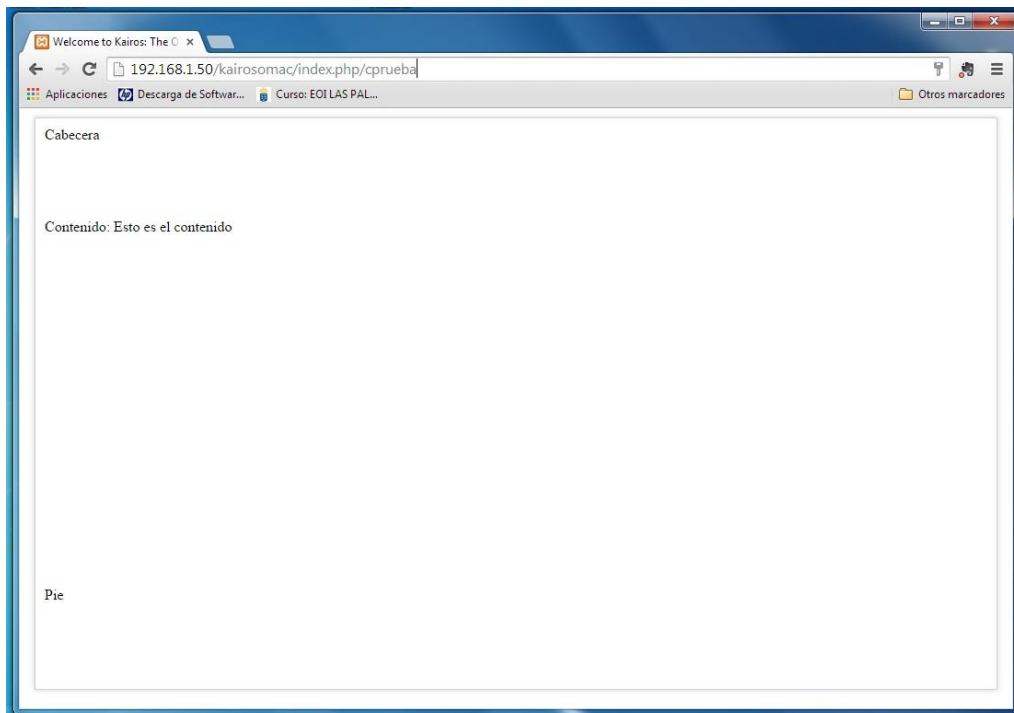 Welcome to Kairos: The O
192.168.1.50/kairosomac/index.php/cprueba
Aplicaciones Descarga de Softwar... Curso: EOI LAS PAL... Otros marcadores
Cabecera
Contenido: Esto es el contenido
Pie